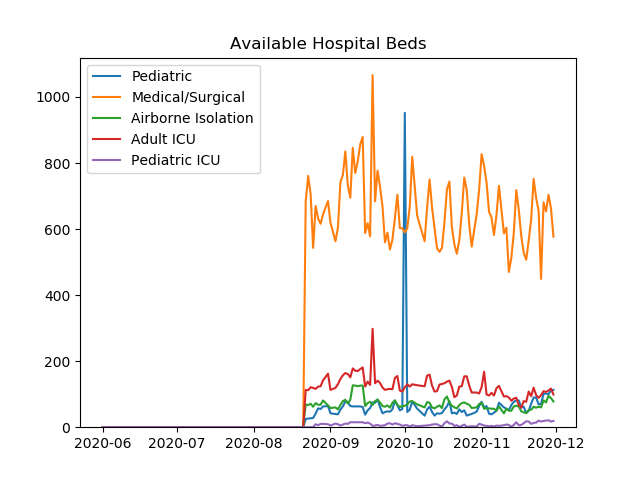 Available Hospital Beds
Pediatric
Medical/Surgical
Airborne Isolation
Adult ICU
Pediatric ICU
1000
800
600
400
200
0
2020-06 2020-07 2020-08 2020-09 2020-10 2020-11 2020-12